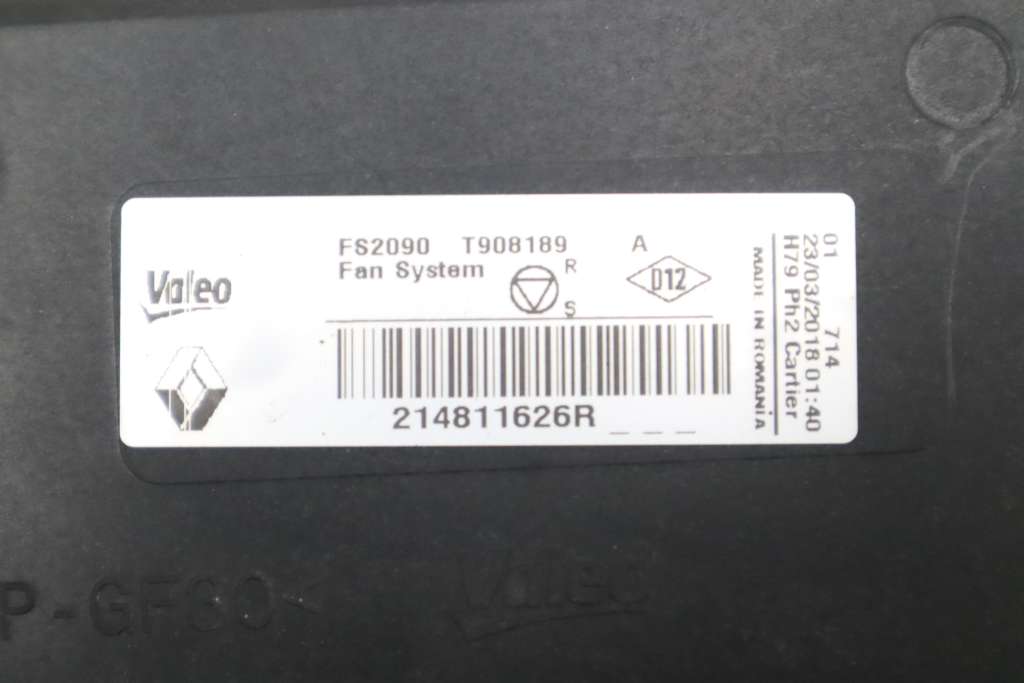 FS2090 T908189 A
Fan System
R
S
D12
Valeo
214811626R _ _ _
01 714
23/03/2018 01:40
H79 Ph2 Cartier
MADE IN ROMANIA
P-GF30<
Valeo